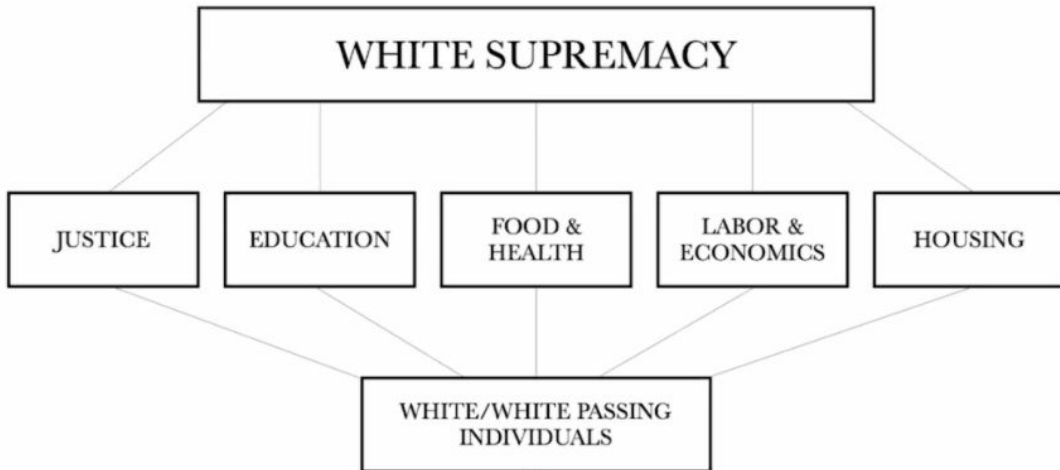 WHITE SUPREMACY
JUSTICE
EDUCATION
FOOD &
HEALTH
LABOR &
ECONOMICS
HOUSING
WHITE/WHITE PASSING
INDIVIDUALS